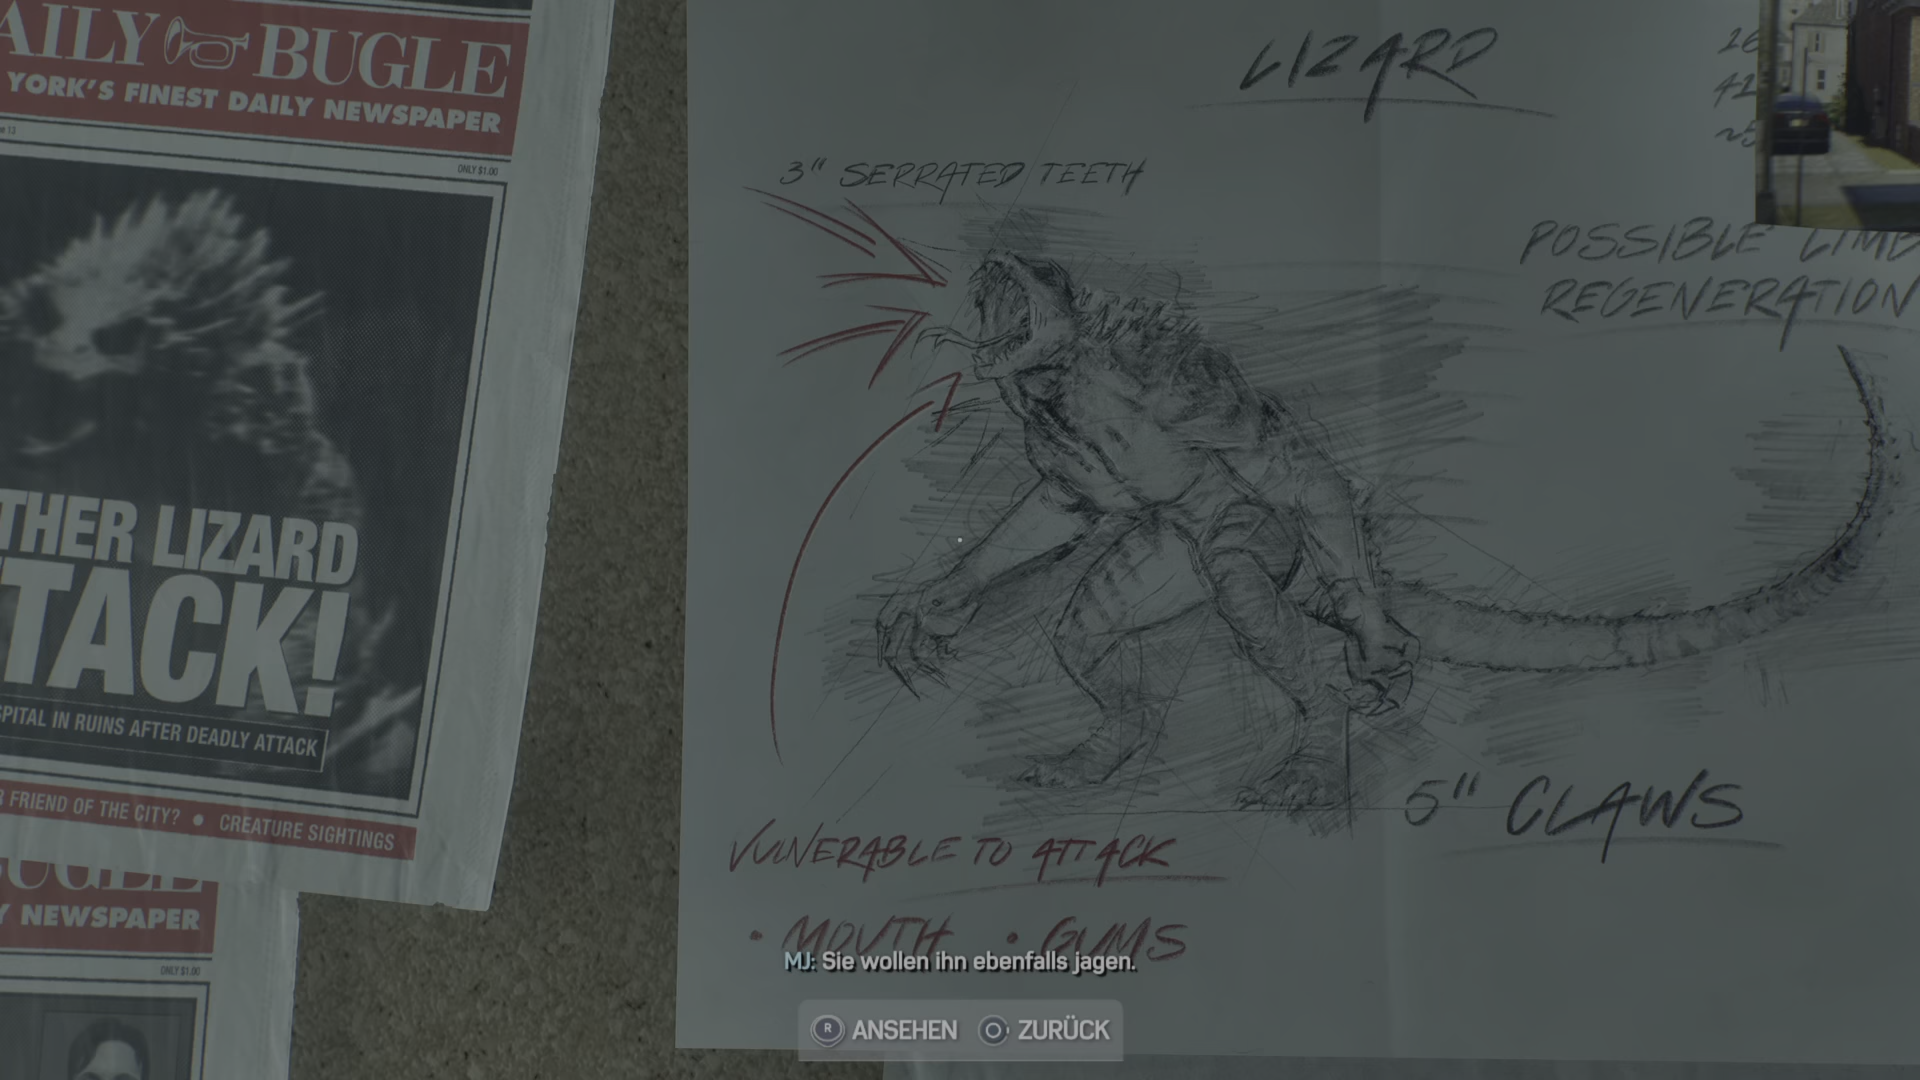 AILY BUGLE
YORK'S FINEST DAILY NEWSPAPER
13
ONLY $1.00
THER LIZARD
TACK!
SPITAL IN RUINS AFTER DEADLY ATTACK
R FRIEND OF THE CITY? • CREATURE SIGHTINGS
BUGLE
Y NEWSPAPER
ONLY $1.00
LIZARD
3" SERRATED TEETH
POSSIBLE LIMB
REGENERATION
5" CLAWS
VULNERABLE TO ATTACK
• MOUTH • GUMS
MJ: Sie wollen ihn ebenfalls jagen.
R ANSEHEN ZURÜCK